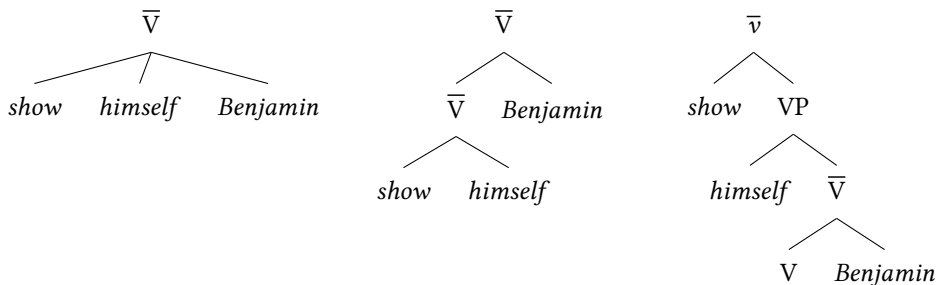 V̅ V̅ v̅
show himself Benjamin V̅ Benjamin show VP
show himself himself V̅
V Benjamin